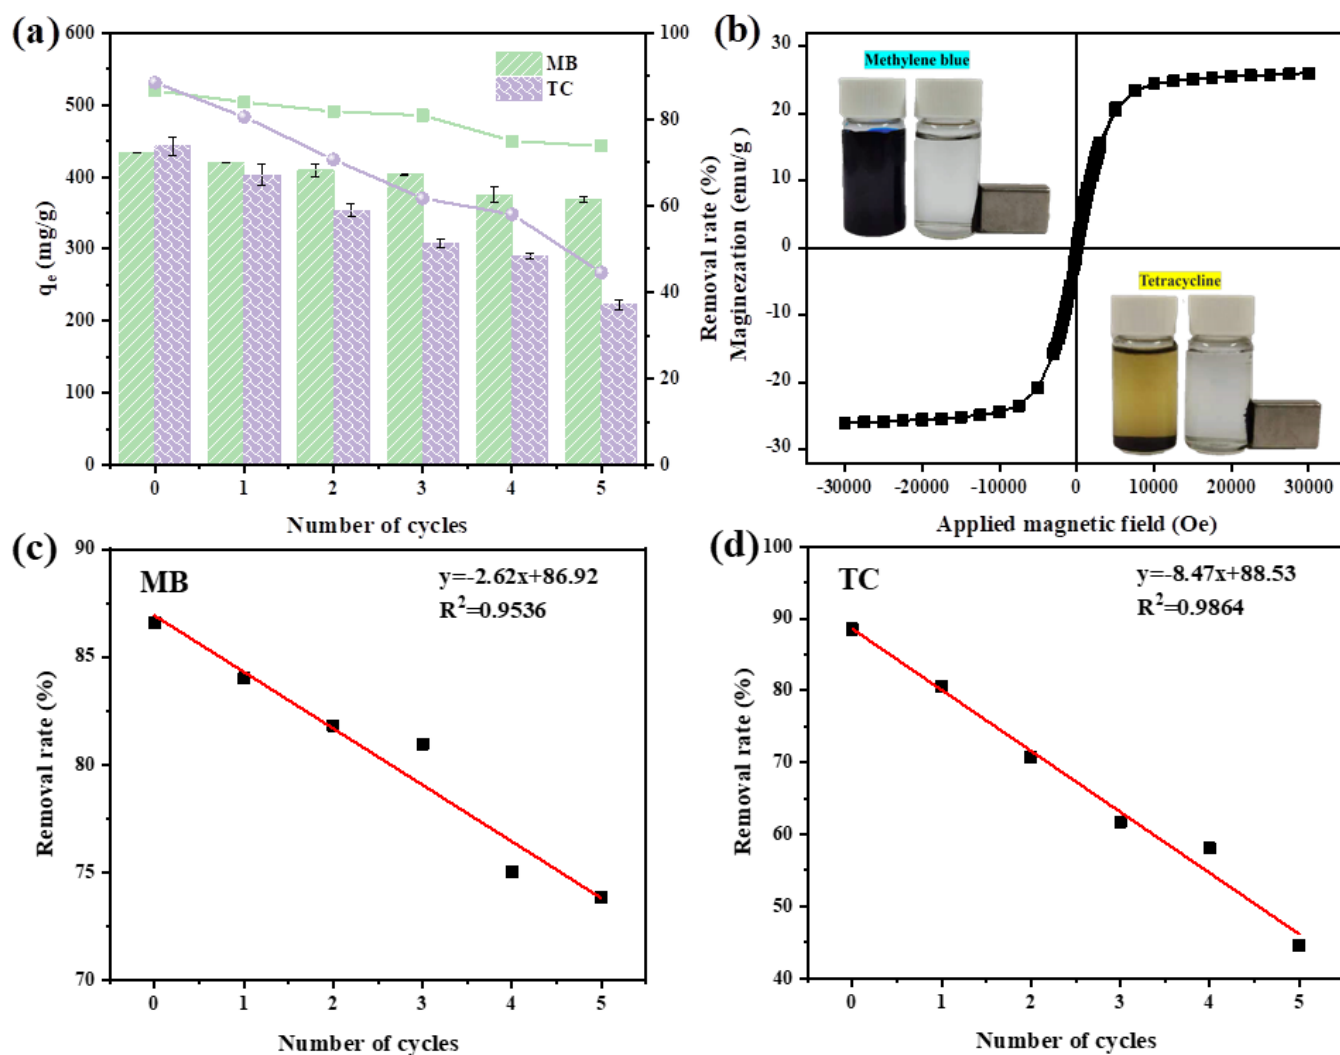 (a)
600
500
400
300
200
100
0
qe (mg/g)
MB
TC
100
80
60
40
20
0
Removal rate (%)
0 1 2 3 4 5
Number of cycles
(b)
30
20
10
0
-10
-20
-30
Maginezation (emu/g)
Methylene blue
Tetracycline
-30000 -20000 -10000 0 10000 20000 30000
Applied magnetic field (Oe)
(c)
90
85
80
75
70
Removal rate (%)
MB
y=-2.62x+86.92
R²=0.9536
0 1 2 3 4 5
Number of cycles
(d)
100
90
80
70
60
50
40
Removal rate (%)
TC
y=-8.47x+88.53
R²=0.9864
0 1 2 3 4 5
Number of cycles